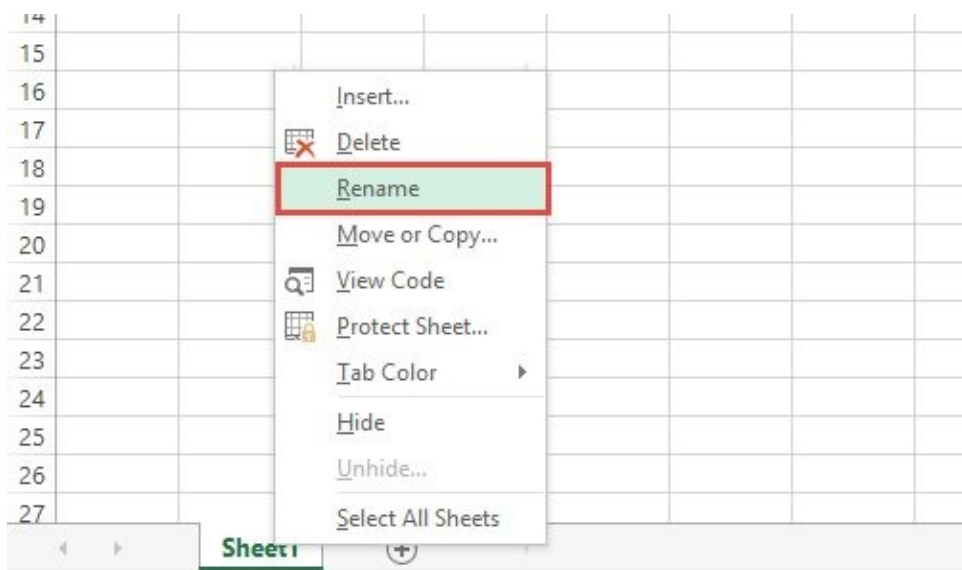 14
15
16
17
18
19
20
21
22
23
24
25
26
27
Insert...
Delete
Rename
Move or Copy...
View Code
Protect Sheet...
Tab Color
Hide
Unhide...
Select All Sheets
Sheet1